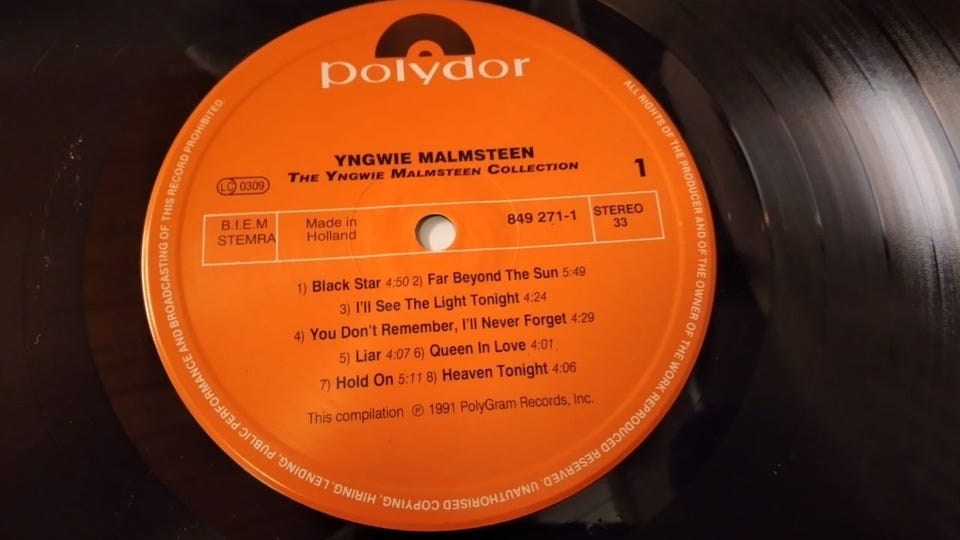 polydor
YNGWIE MALMSTEEN
THE YNGWIE MALMSTEEN COLLECTION
1
LC 0309
B.I.E.M
STEMRA
Made in
Holland
849 271-1
STEREO
33
1) Black Star 4:50 2) Far Beyond The Sun 5:49
3) I'll See The Light Tonight 4:24
4) You Don't Remember, I'll Never Forget 4:29
5) Liar 4:07 6) Queen In Love 4:01
7) Hold On 5:11 8) Heaven Tonight 4:06
This compilation ℗ 1991 PolyGram Records, Inc.
ALL RIGHTS OF THE PRODUCER AND OF THE OWNER OF THE WORK REPRODUCED RESERVED. UNAUTHORISED COPYING, HIRING, LENDING, PUBLIC PERFORMANCE AND BROADCASTING OF THIS RECORD PROHIBITED